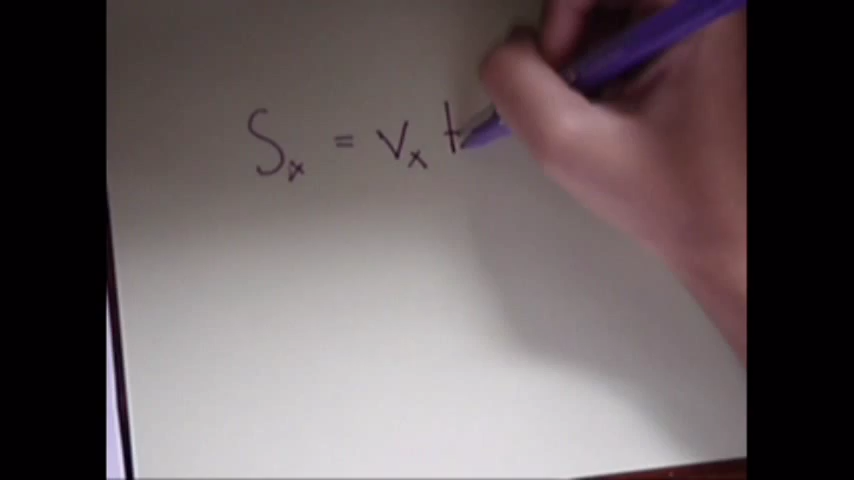 Sₓ = vₓ t